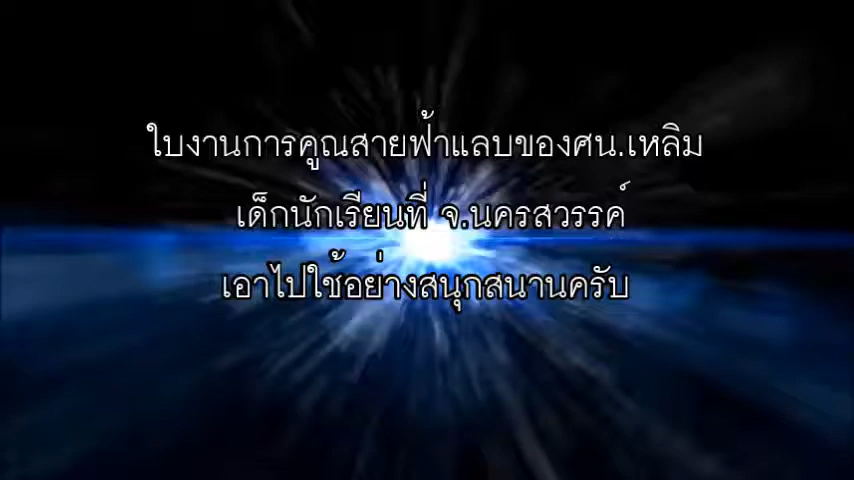 ใบงานการคูณสายฟ้าแลบของศน.เหลิม
เด็กนักเรียนที่ จ.นครสวรรค์
เอาไปใช้อย่างสนุกสนานครับ